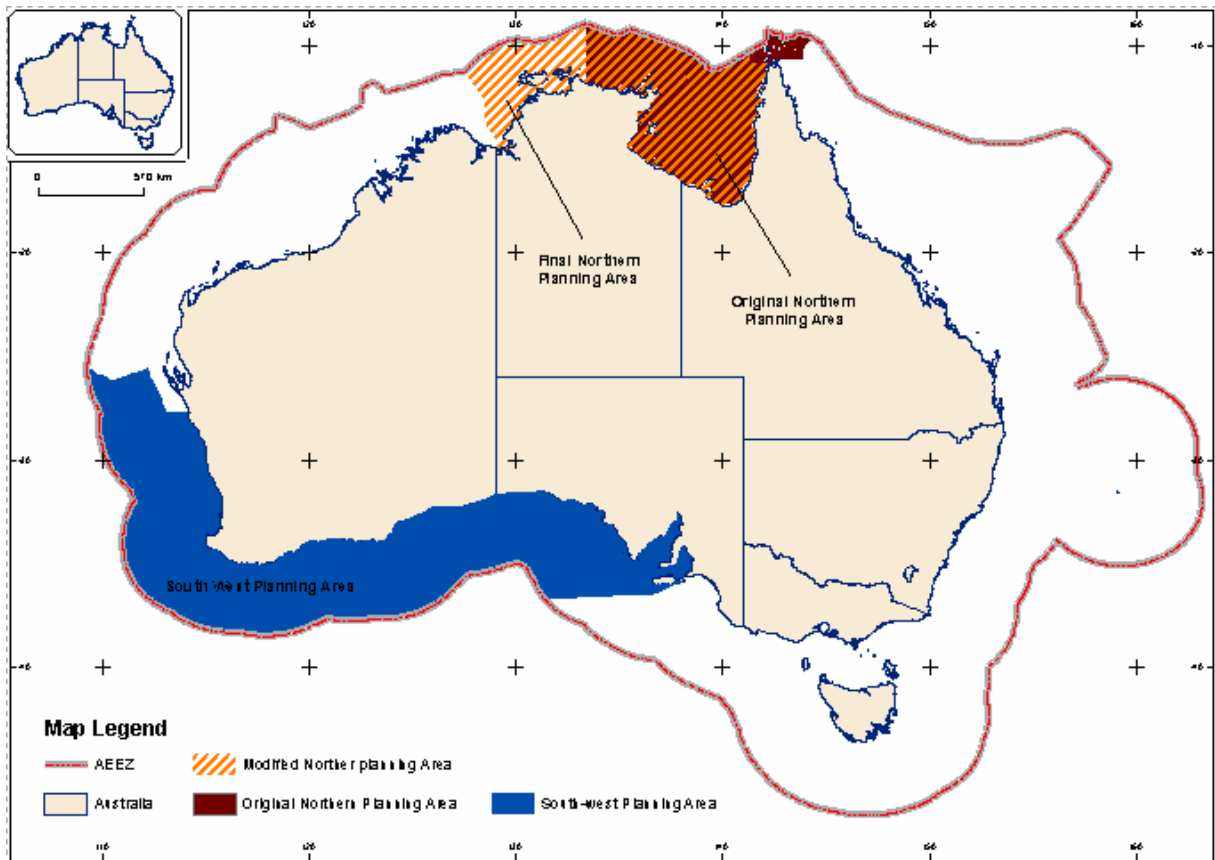 0 570 km
Final Northern
Planning Area
Original Northern
Planning Area
South West Planning Area
Map Legend
AEEZ
Modified Norther planning Area
Australia
Original Northern Planning Area
South-west Planning Area